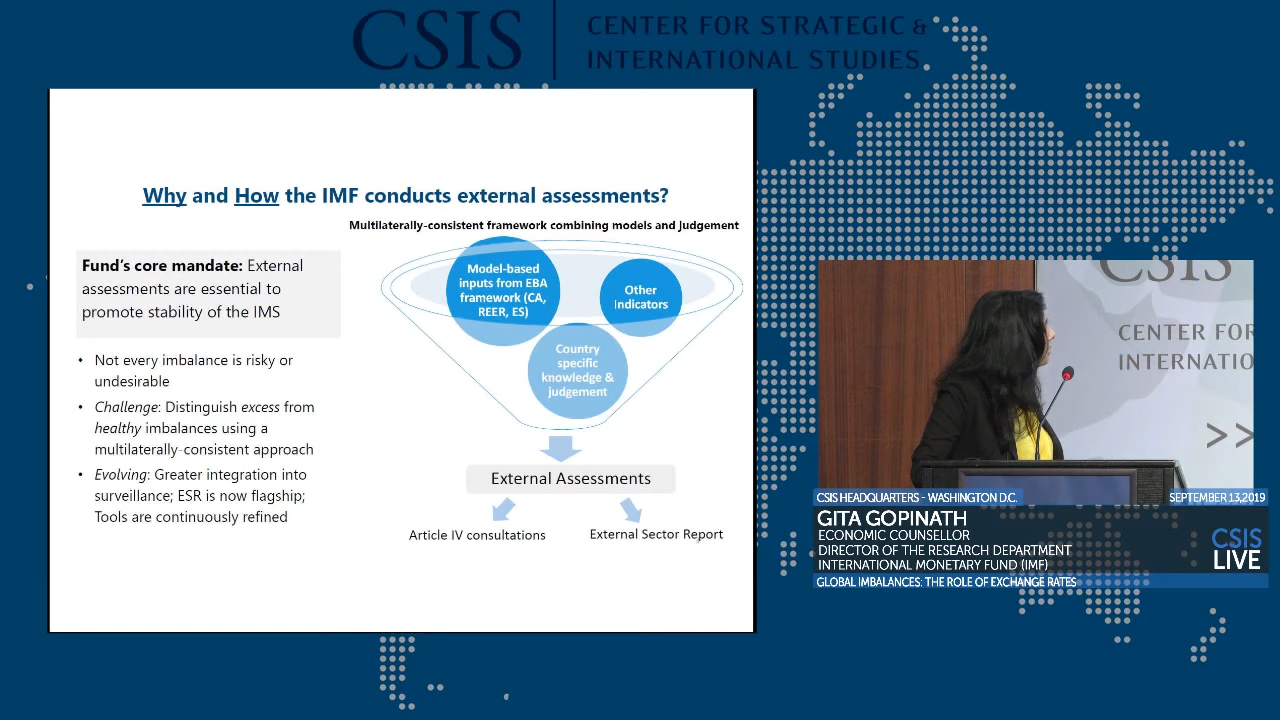 CSIS
CENTER FOR STRATEGIC &
INTERNATIONAL STUDIES
Why and How the IMF conducts external assessments?
Multilaterally-consistent framework combining models and judgement
Fund's core mandate: External
assessments are essential to
promote stability of the IMS
• Not every imbalance is risky or
undesirable
• Challenge: Distinguish excess from
healthy imbalances using a
multilaterally-consistent approach
• Evolving: Greater integration into
surveillance; ESR is now flagship;
Tools are continuously refined
Model-based
inputs from EBA
framework (CA,
REER, ES)
Other
Indicators
Country
specific
knowledge &
judgement
External Assessments
Article IV consultations
External Sector Report
CSIS
CENTER FOR
INTERNATIO
>>
CSIS HEADQUARTERS - WASHINGTON D.C.
SEPTEMBER 13,2019
GITA GOPINATH
ECONOMIC COUNSELLOR
DIRECTOR OF THE RESEARCH DEPARTMENT
INTERNATIONAL MONETARY FUND (IMF)
CSIS
LIVE
GLOBAL IMBALANCES: THE ROLE OF EXCHANGE RATES